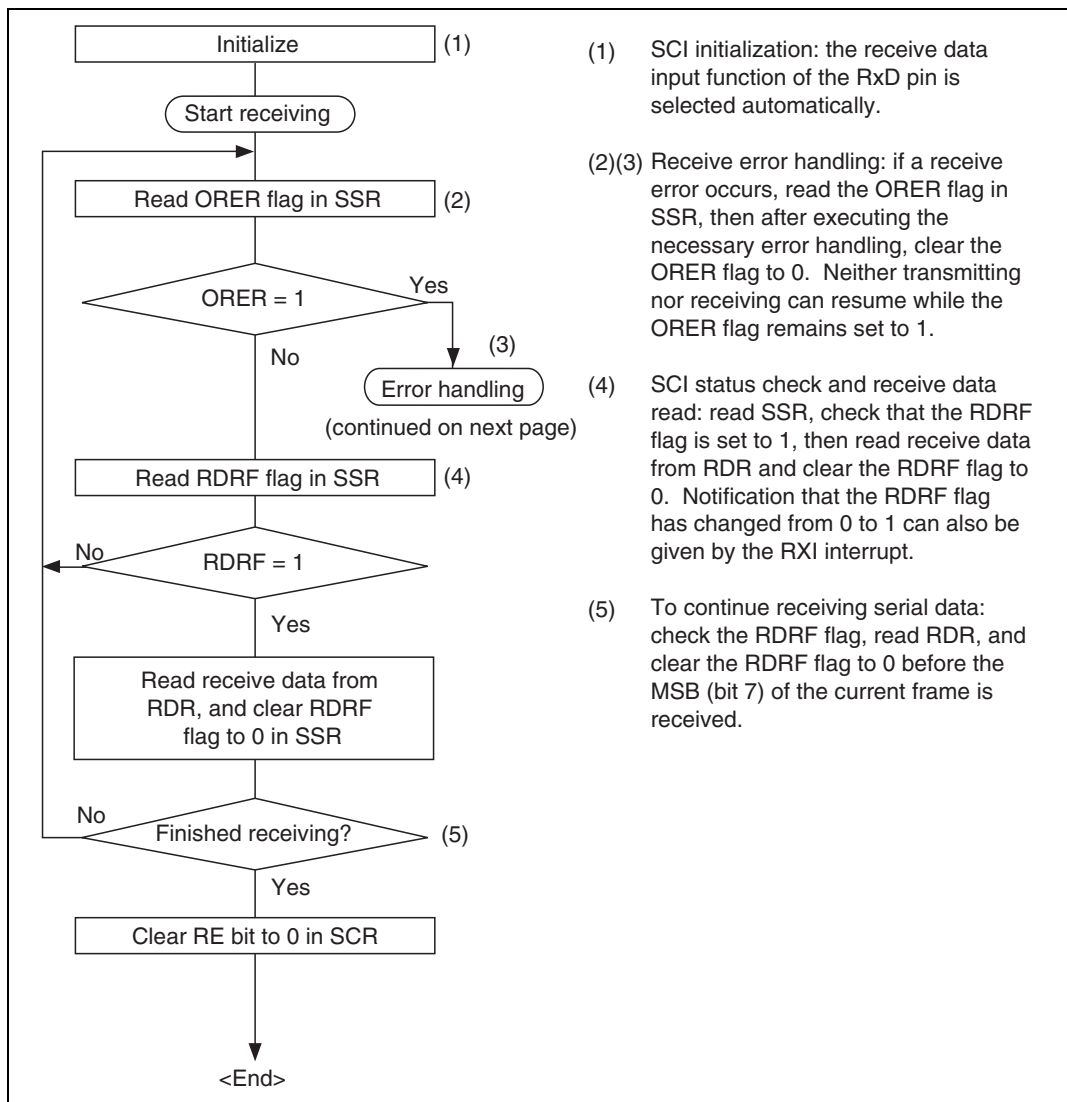 Initialize
(1)
Start receiving
Read ORER flag in SSR
(2)
ORER = 1
Yes
No
(3)
Error handling
(continued on next page)
Read RDRF flag in SSR
(4)
No
RDRF = 1
Yes
Read receive data from
RDR, and clear RDRF
flag to 0 in SSR
No
Finished receiving?
(5)
Yes
Clear RE bit to 0 in SCR
<End>
(1) SCI initialization: the receive data
input function of the RxD pin is
selected automatically.
(2)(3) Receive error handling: if a receive
error occurs, read the ORER flag in
SSR, then after executing the
necessary error handling, clear the
ORER flag to 0. Neither transmitting
nor receiving can resume while the
ORER flag remains set to 1.
(4) SCI status check and receive data
read: read SSR, check that the RDRF
flag is set to 1, then read receive data
from RDR and clear the RDRF flag to
0. Notification that the RDRF flag
has changed from 0 to 1 can also be
given by the RXI interrupt.
(5) To continue receiving serial data:
check the RDRF flag, read RDR, and
clear the RDRF flag to 0 before the
MSB (bit 7) of the current frame is
received.